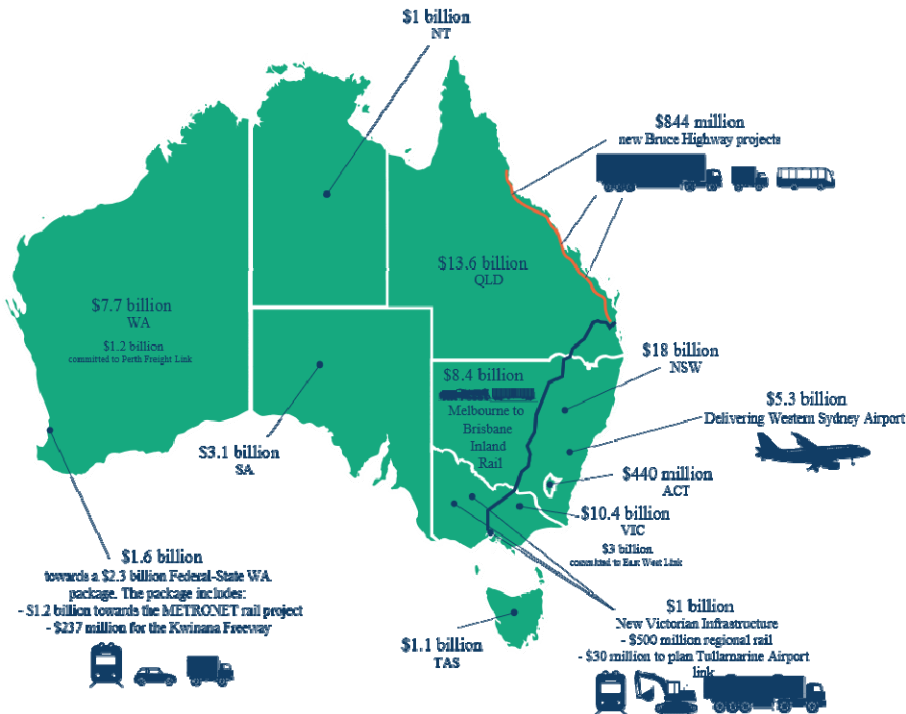 $1 billion
NT
$844 million
new Bruce Highway projects
$13.6 billion
QLD
$7.7 billion
WA
$1.2 billion
committed to Perth Freight Link
$18 billion
NSW
$8.4 billion
Melbourne to
Brisbane
Inland
Rail
$5.3 billion
Delivering Western Sydney Airport
$3.1 billion
SA
$440 million
ACT
$10.4 billion
VIC
$3 billion
committed to East West Link
$1.6 billion
towards a $2.3 billion Federal-State WA
package. The package includes:
- $1.2 billion towards the METRONET rail project
- $237 million for the Kwinana Freeway
$1 billion
New Victorian Infrastructure
- $500 million regional rail
- $30 million to plan Tullamarine Airport
link
$1.1 billion
TAS